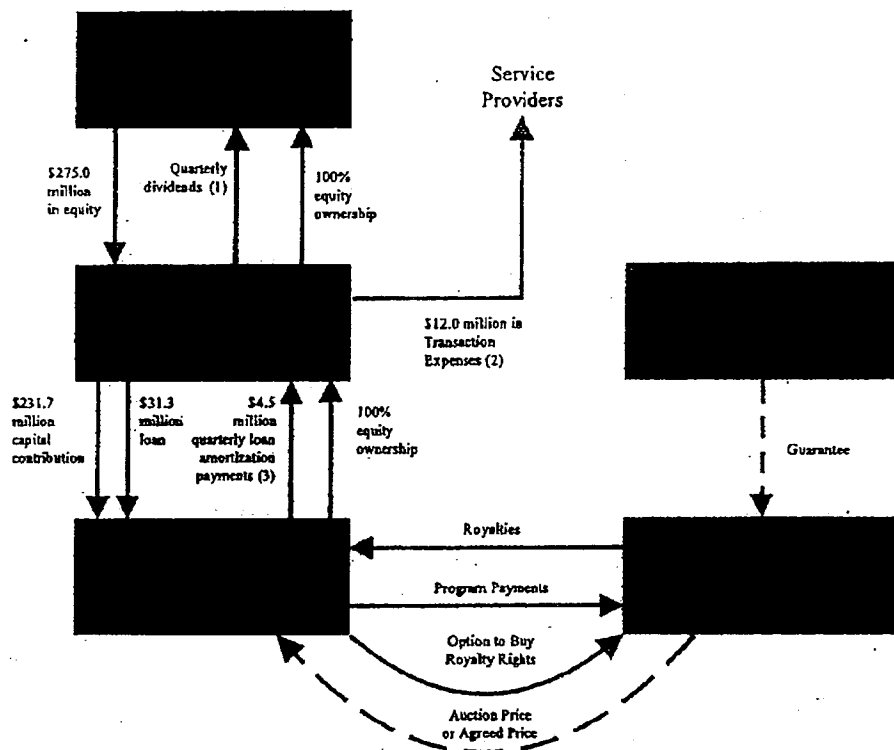 Service
Providers
$275.0
million
in equity
Quarterly
dividends (1)
100%
equity
ownership
$12.0 million in
Transaction
Expenses (2)
$231.7
million
capital
contribution
$31.3
million
loan
$4.5
million
quarterly loan
amortization
payments (3)
100%
equity
ownership
Guarantee
Royalties
Program Payments
Option to Buy
Royalty Rights
Auction Price
or Agreed Price